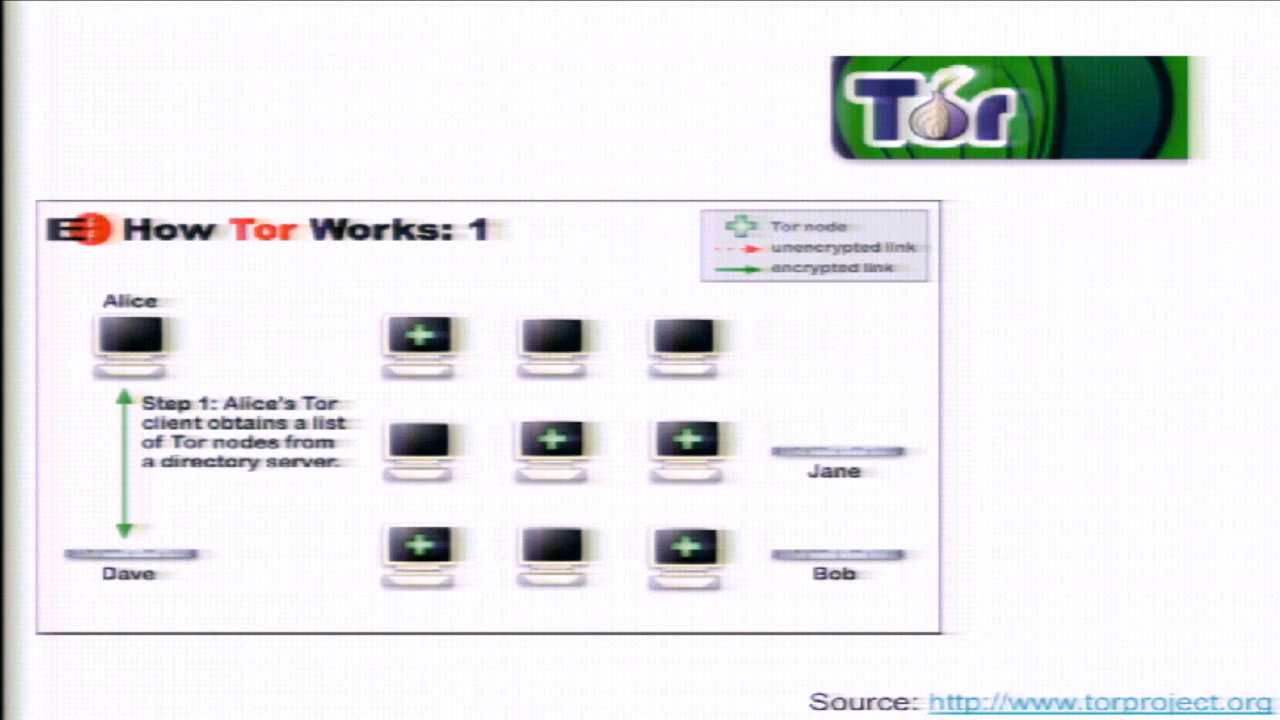 Tor
E How Tor Works: 1
Tor node
unencrypted link
encrypted link
Alice
Step 1: Alice's Tor
client obtains a list
of Tor nodes from
a directory server.
Jane
Dave
Bob
Source: http://www.torproject.org